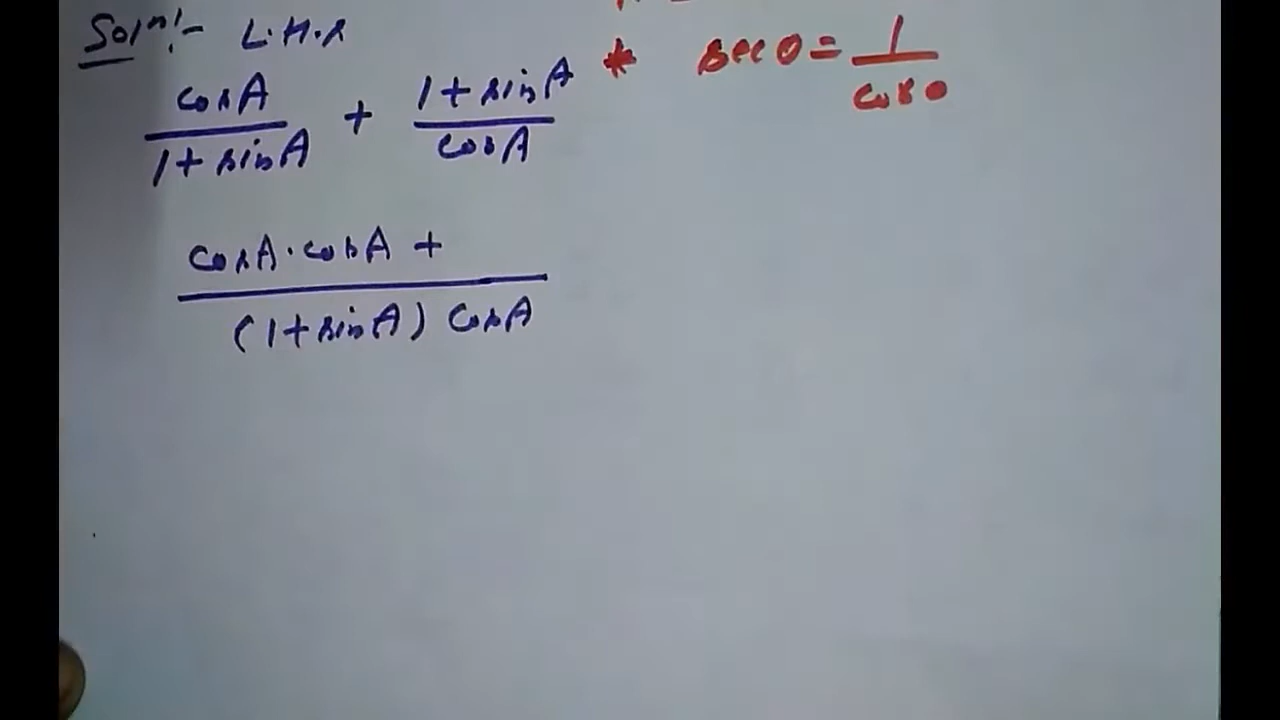 Soln!- L.H.S
cosA/1+sinA + 1+sinA/cosA
* secθ = 1/cosθ
cosA·cosA +/(1+sinA) cosA